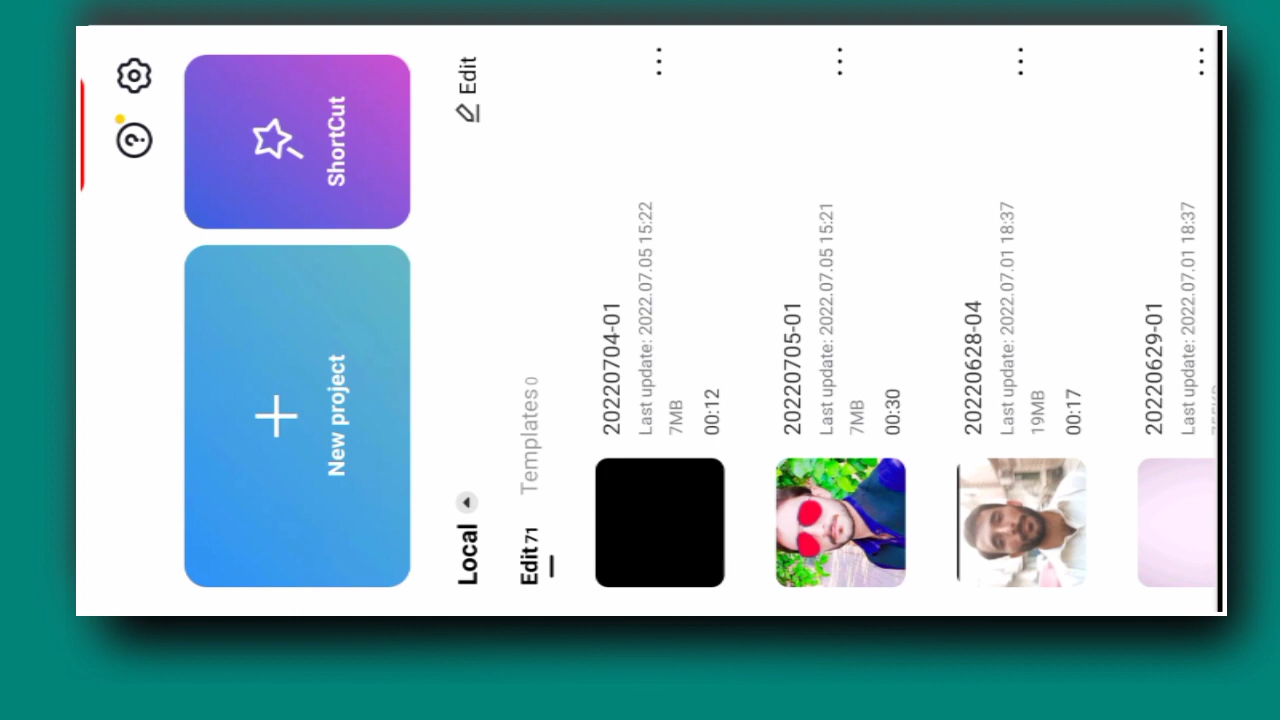 New project
ShortCut
Local
Edit
Edit 71
Templates 0
20220704-01
Last update: 2022.07.05 15:22
7MB
00:12
20220705-01
Last update: 2022.07.05 15:21
7MB
00:30
20220628-04
Last update: 2022.07.01 18:37
19MB
00:17
20220629-01
Last update: 2022.07.01 18:37